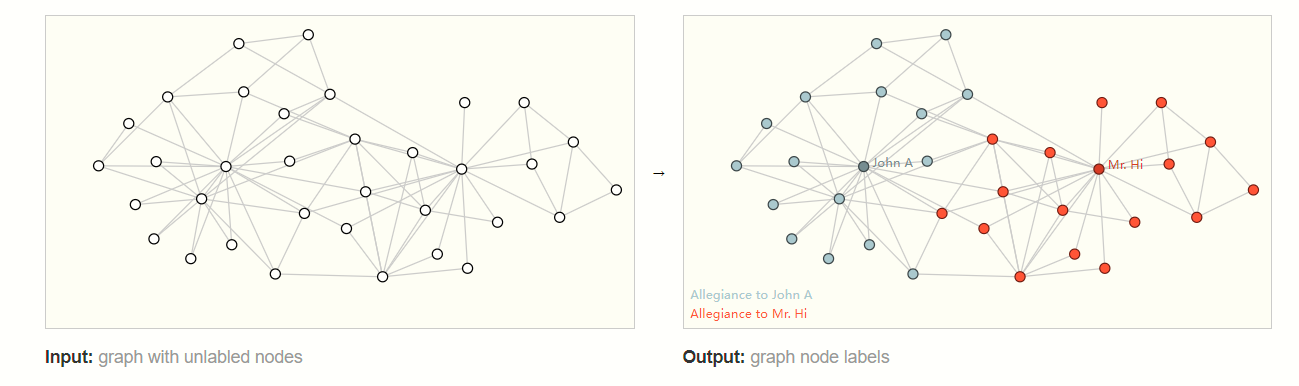 John A
Mr. Hi
→
Allegiance to John A
Allegiance to Mr. Hi
Input: graph with unlabled nodes
Output: graph node labels